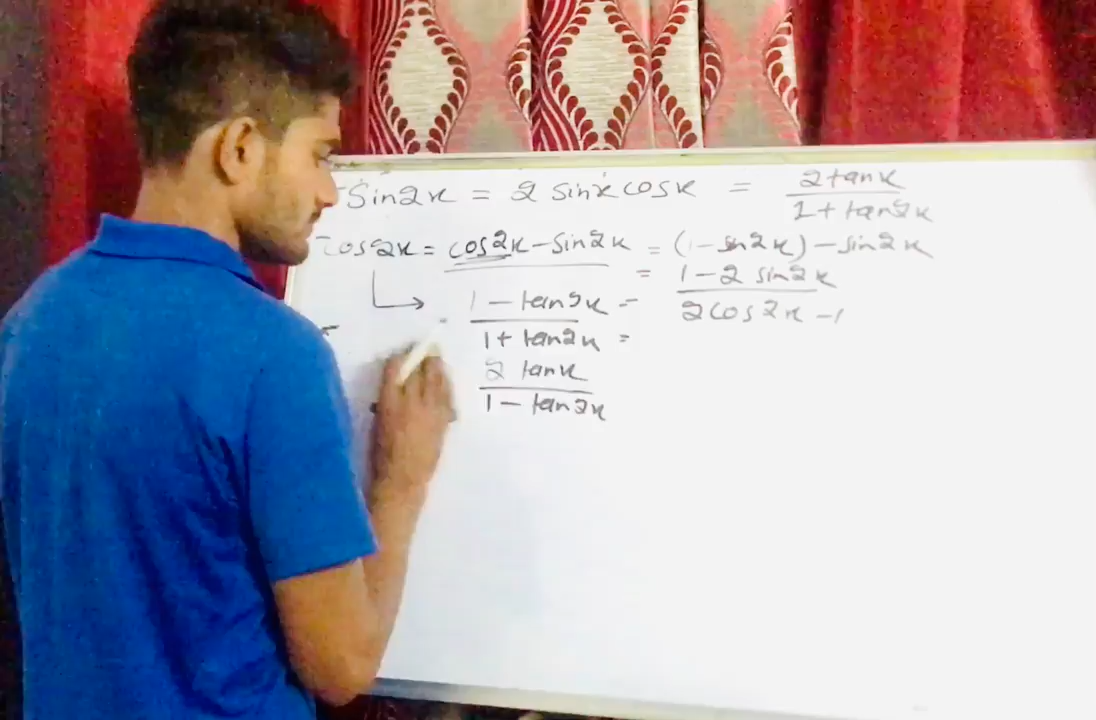 Sin2x = 2 sinx cosx = 2tanx / 1+tan2x
cos2x = cos2x - sin2x = (1-sin2x) - sin2x
= 1-2 sin2x
1-tan2x = 2cos2x-1
1+tan2x =
2 tanx
1-tan2x